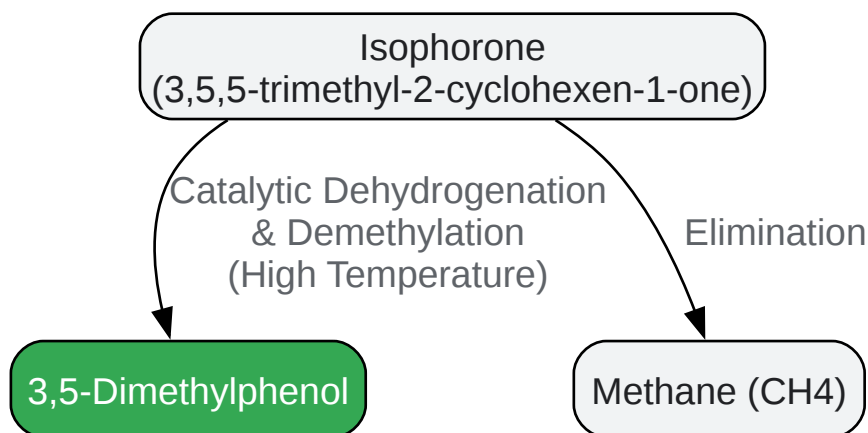 Isophorone
(3,5,5-trimethyl-2-cyclohexen-1-one)
Catalytic Dehydrogenation
& Demethylation
(High Temperature)
Elimination
3,5-Dimethylphenol
Methane (CH4)